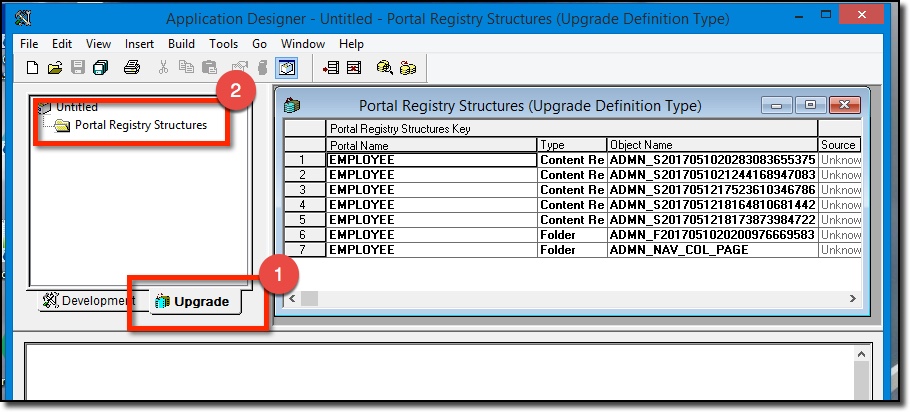 Application Designer - Untitled - Portal Registry Structures (Upgrade Definition Type)
File Edit View Insert Build Tools Go Window Help
2
Untitled
Portal Registry Structures
Portal Registry Structures (Upgrade Definition Type)
Portal Registry Structures Key
Portal Name Type Object Name Source
1 EMPLOYEE Content Re ADMN_S2017051020283083655375
2 EMPLOYEE Content Re ADMN_S2017051021244168947083
3 EMPLOYEE Content Re ADMN_S2017051217523610346786
4 EMPLOYEE Content Re ADMN_S2017051218164810681442
5 EMPLOYEE Content Re ADMN_S2017051218173873984722
6 EMPLOYEE Folder ADMN_F2017051020200976669583
7 EMPLOYEE Folder ADMN_NAV_COL_PAGE
Unknow
Unknow
Unknow
Unknow
Unknow
Unknow
Unknow
1
Development Upgrade